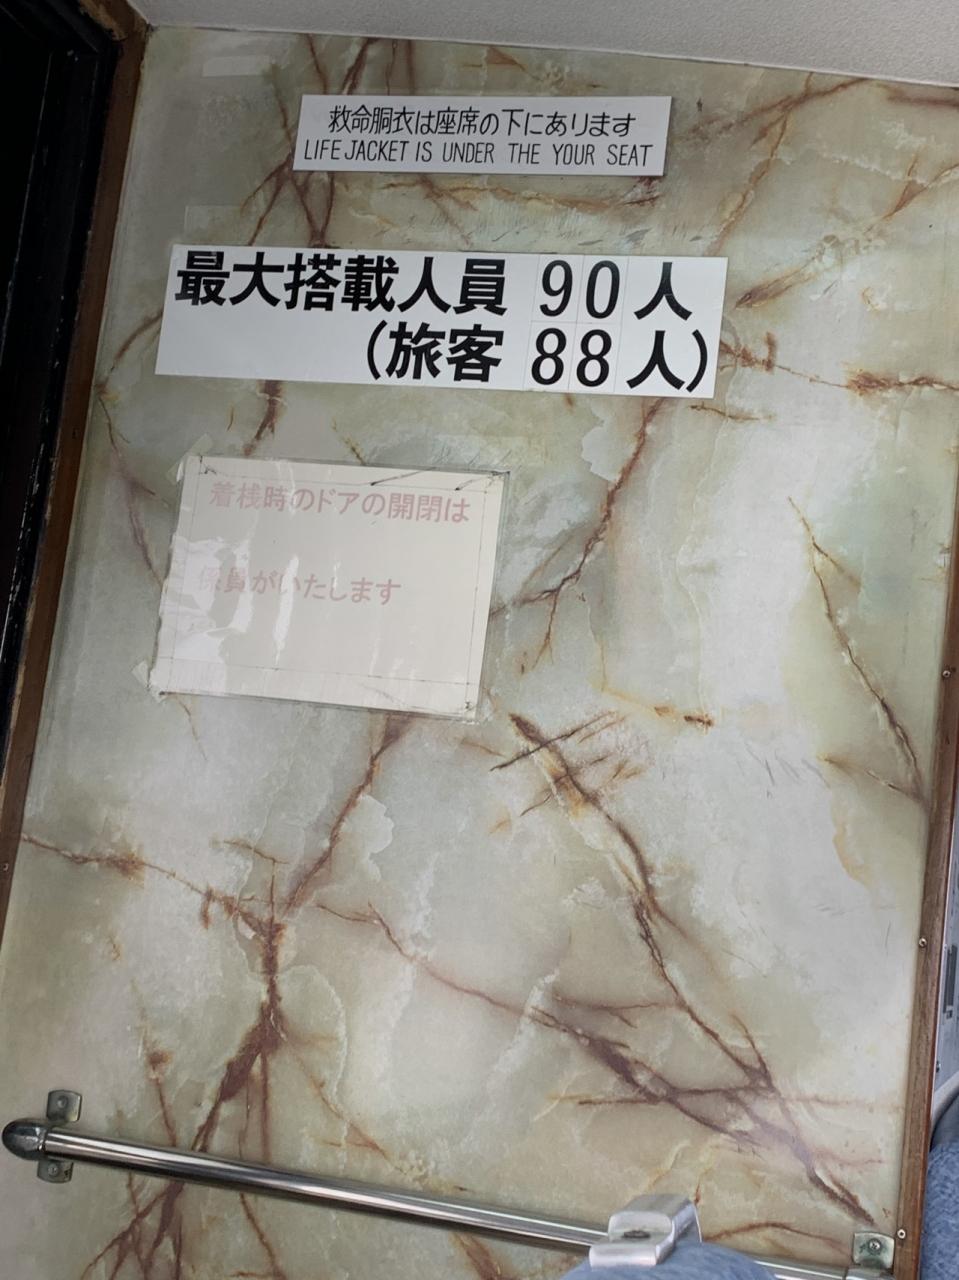 救命胴衣は座席の下にあります
LIFE JACKET IS UNDER THE YOUR SEAT
最大搭載人員 90人
(旅客 88人)
着桟時のドアの開閉は
係員がいたします